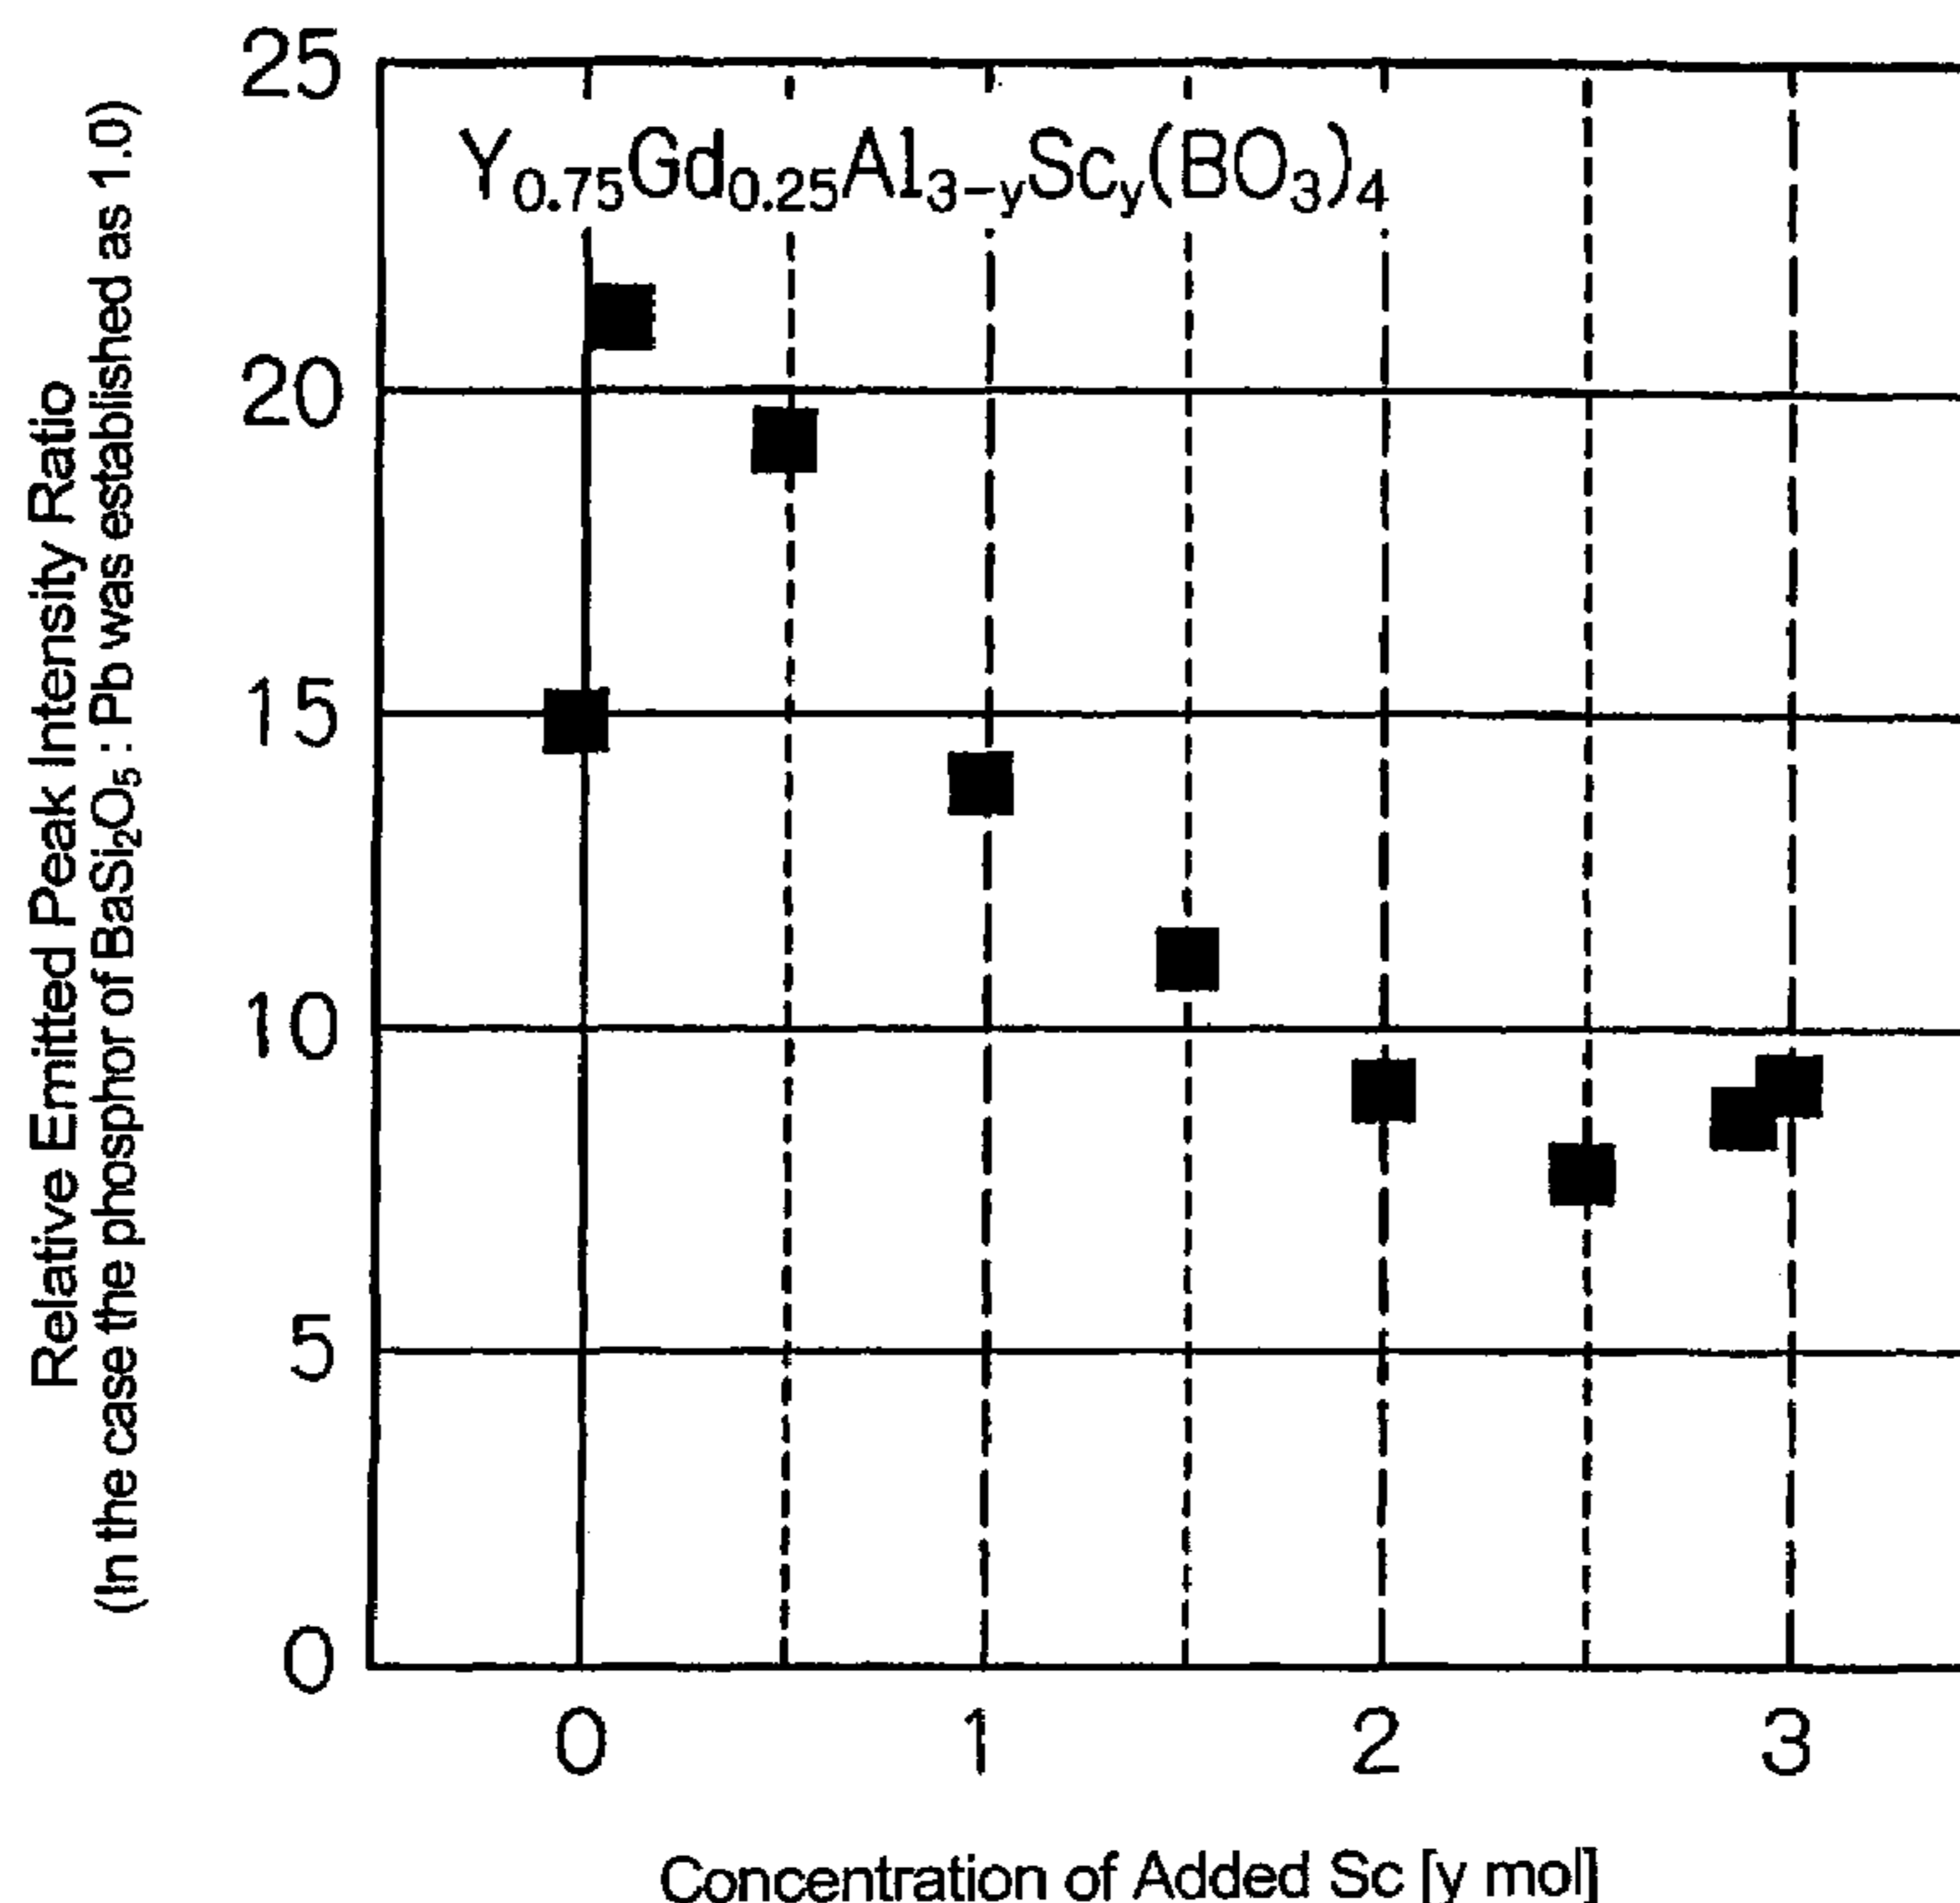 Relative Emitted Peak Intensity Ratio
(In the case the phosphor of BaSi₂O₅ : Pb was established as 1.0)
25
Y₀.₇₅Gd₀.₂₅Al₃₋yScy(BO₃)₄
20
15
10
5
0
0 1 2 3
Concentration of Added Sc [y mol]